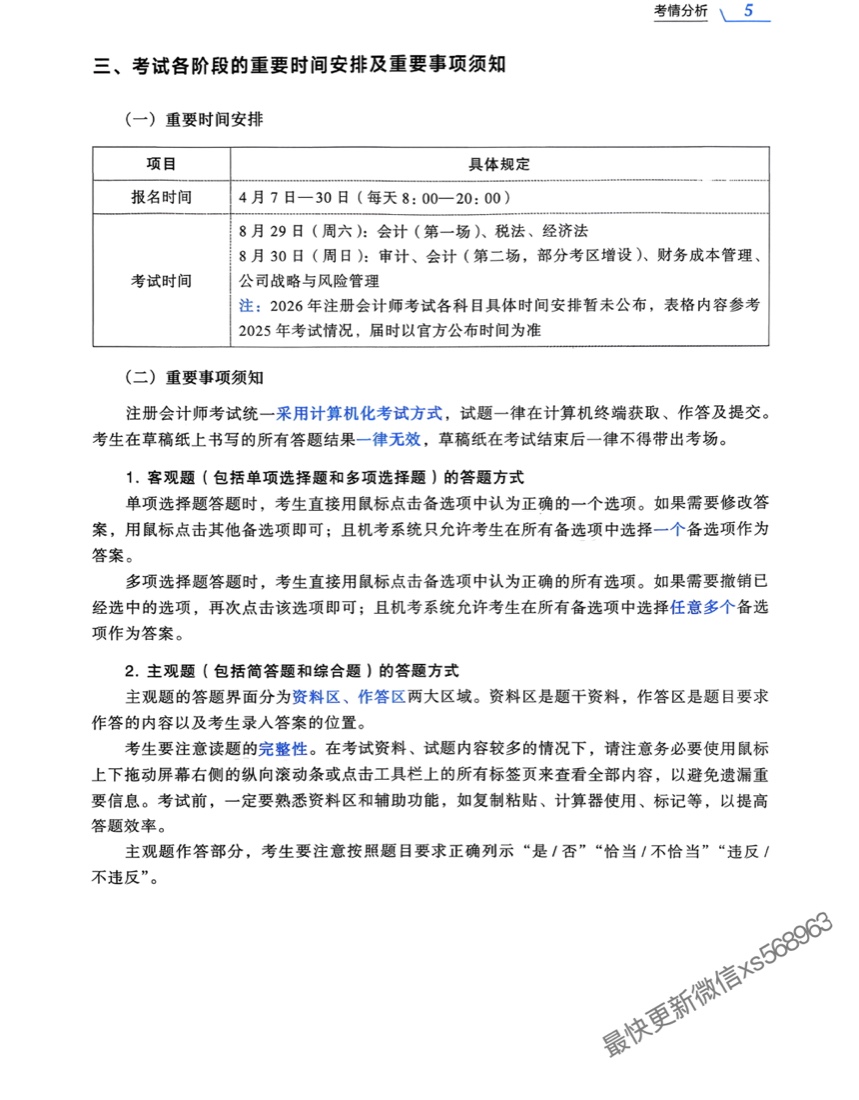 考情分析 5
三、考试各阶段的重要时间安排及重要事项须知
（一）重要时间安排
项目 具体规定
报名时间 4 月 7 日—30 日（每天 8：00—20：00）
考试时间
8 月 29 日（周六）：会计（第一场）、税法、经济法
8 月 30 日（周日）：审计、会计（第二场，部分考区增设）、财务成本管理、
公司战略与风险管理
注：2026 年注册会计师考试各科目具体时间安排暂未公布，表格内容参考
2025 年考试情况，届时以官方公布时间为准
（二）重要事项须知
注册会计师考试统一采用计算机化考试方式，试题一律在计算机终端获取、作答及提交。
考生在草稿纸上书写的所有答题结果一律无效，草稿纸在考试结束后一律不得带出考场。
1. 客观题（包括单项选择题和多项选择题）的答题方式
单项选择题答题时，考生直接用鼠标点击备选项中认为正确的一个选项。如果需要修改答
案，用鼠标点击其他备选项即可；且机考系统只允许考生在所有备选项中选择一个备选项作为
答案。
多项选择题答题时，考生直接用鼠标点击备选项中认为正确的所有选项。如果需要撤销已
经选中的选项，再次点击该选项即可；且机考系统允许考生在所有备选项中选择任意多个备选
项作为答案。
2. 主观题（包括简答题和综合题）的答题方式
主观题的答题界面分为资料区、作答区两大区域。资料区是题干资料，作答区是题目要求
作答的内容以及考生录入答案的位置。
考生要注意读题的完整性。在考试资料、试题内容较多的情况下，请注意务必要使用鼠标
上下拖动屏幕右侧的纵向滚动条或点击工具栏上的所有标签页来查看全部内容，以避免遗漏重
要信息。考试前，一定要熟悉资料区和辅助功能，如复制粘贴、计算器使用、标记等，以提高
答题效率。
主观题作答部分，考生要注意按照题目要求正确列示“是 / 否”“恰当 / 不恰当”“违反 /
不违反”。
最快更新微信xs568963